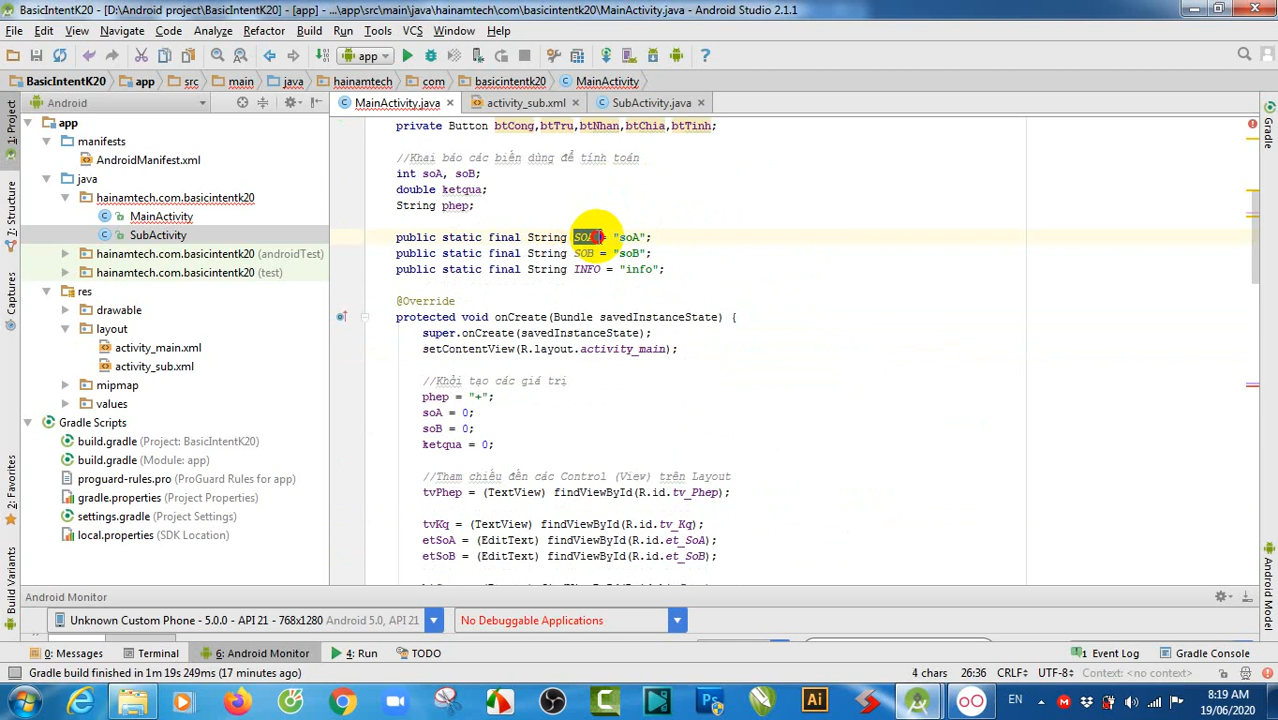 BasicIntentK20 - [D:\Android project\BasicIntentK20] - [app] - ...\app\src\main\java\hainamtech\com\basicintentk20\MainActivity.java - Android Studio 2.1.1
File Edit View Navigate Code Analyze Refactor Build Run Tools VCS Window Help
app
BasicIntentK20 app src main java hainamtech com basicintentk20 MainActivity
Android
MainActivity.java activity_sub.xml SubActivity.java
1: Project
Z: Structure
Captures
2: Favorites
Build Variants
Gradle
Android Model
app
manifests
AndroidManifest.xml
java
hainamtech.com.basicintentk20
MainActivity
SubActivity
hainamtech.com.basicintentk20 (androidTest)
hainamtech.com.basicintentk20 (test)
res
drawable
layout
activity_main.xml
activity_sub.xml
mipmap
values
Gradle Scripts
build.gradle (Project: BasicIntentK20)
build.gradle (Module: app)
proguard-rules.pro (ProGuard Rules for app)
gradle.properties (Project Properties)
settings.gradle (Project Settings)
local.properties (SDK Location)
private Button btCong,btTru,btNhan,btChia,btTinh;
//Khai báo các biến dùng để tính toán
int soA, soB;
double ketqua;
String phep;
public static final String SOA = "soA";
public static final String SOB = "soB";
public static final String INFO = "info";
@Override
protected void onCreate(Bundle savedInstanceState) {
super.onCreate(savedInstanceState);
setContentView(R.layout.activity_main);
//Khởi tạo các giá trị
phep = "+";
soA = 0;
soB = 0;
ketqua = 0;
//Tham chiếu đến các Control (View) trên Layout
tvPhep = (TextView) findViewById(R.id.tv_Phep);
tvKq = (TextView) findViewById(R.id.tv_Kq);
etSoA = (EditText) findViewById(R.id.et_SoA);
etSoB = (EditText) findViewById(R.id.et_SoB);
Android Monitor
Unknown Custom Phone - 5.0.0 - API 21 - 768x1280 Android 5.0, API 21 No Debuggable Applications
0: Messages Terminal 6: Android Monitor 4: Run TODO 1 Event Log Gradle Console
Gradle build finished in 1m 19s 249ms (17 minutes ago) 4 chars 26:36 CRLF UTF-8 Context: <no context>
EN 8:19 AM
19/06/2020